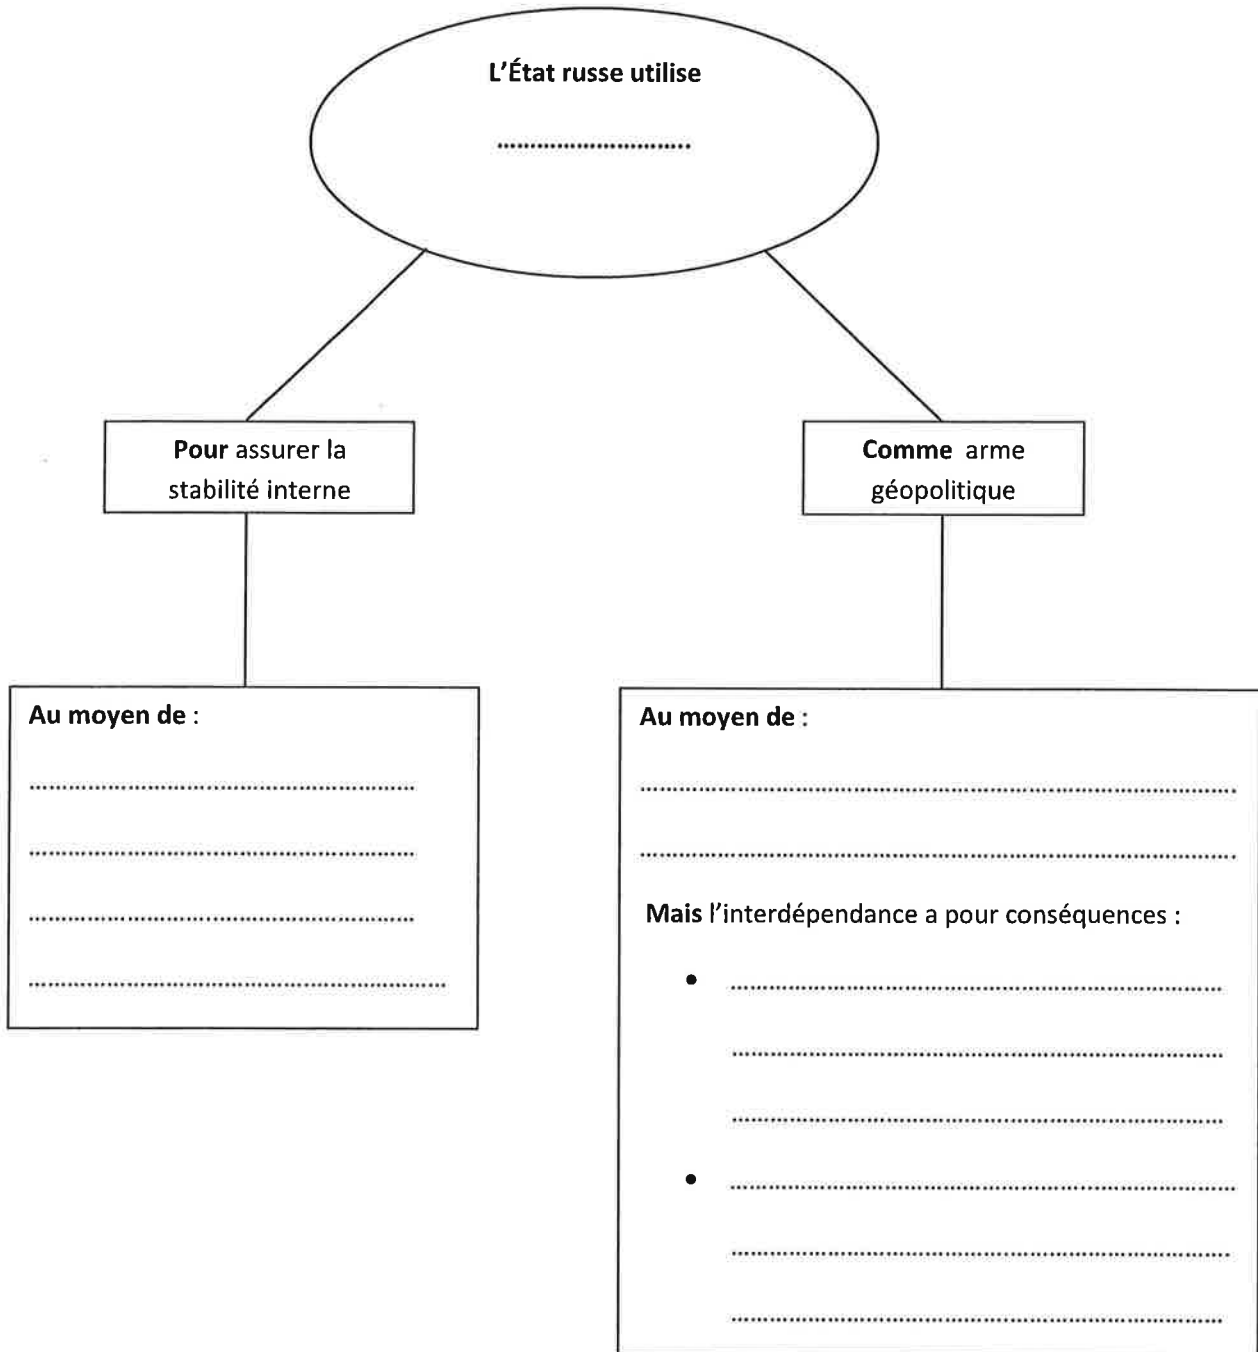 L'État russe utilise
................................
Pour assurer la
stabilité interne
Comme arme
géopolitique
Au moyen de :
................................
................................
................................
................................
Au moyen de :
................................
................................
Mais l'interdépendance a pour conséquences :
• ................................
................................
................................
• ................................
................................
................................